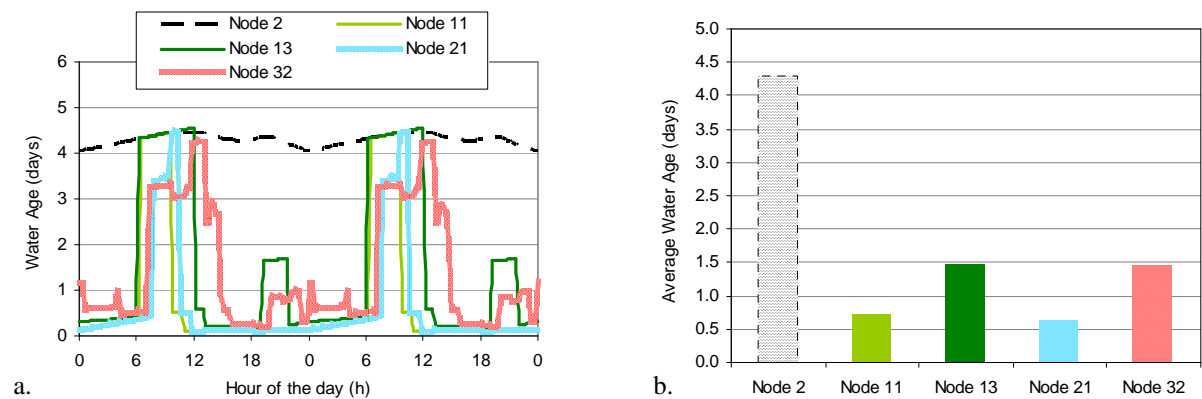 Node 2
Node 11
Node 13
Node 21
Node 32
Water Age (days)
6
5
4
3
2
1
0
0 6 12 18 0 6 12 18 0
Hour of the day (h)
a.
Average Water Age (days)
5.0
4.5
4.0
3.5
3.0
2.5
2.0
1.5
1.0
0.5
0.0
Node 2 Node 11 Node 13 Node 21 Node 32
b.